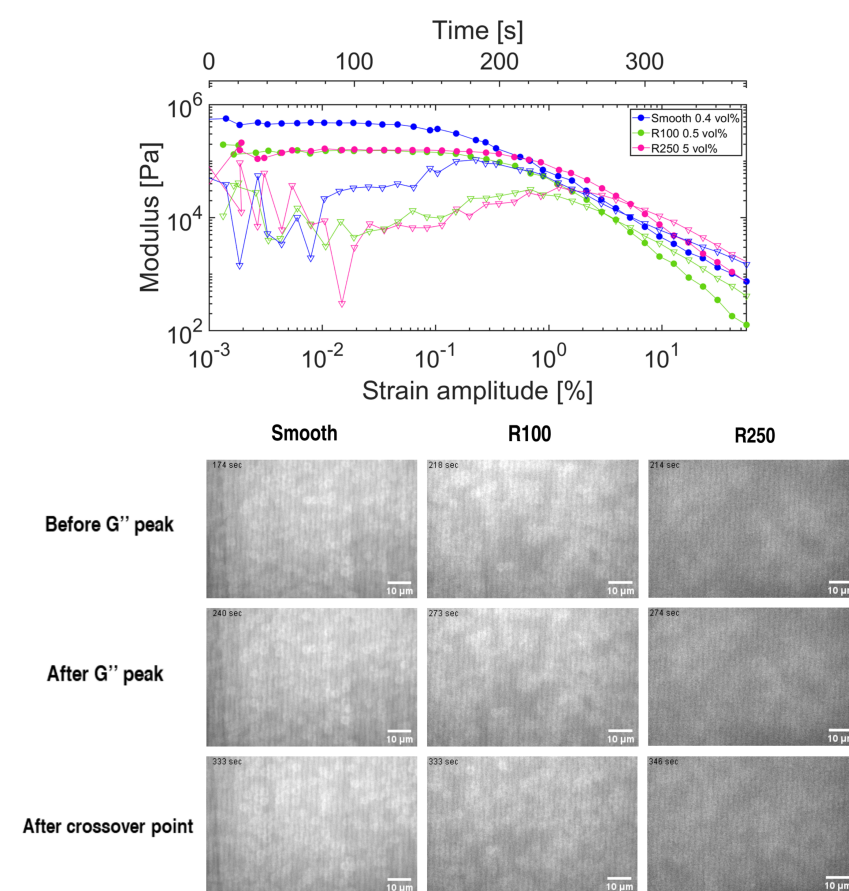 Time [s]
0 100 200 300
10^6
10^4
10^2
Modulus [Pa]
Smooth 0.4 vol%
R100 0.5 vol%
R250 5 vol%
10^-3 10^-2 10^-1 10^0 10^1
Strain amplitude [%]
Smooth R100 R250
Before G’’ peak
174 sec 218 sec 214 sec
10 µm 10 µm 10 µm
After G’’ peak
240 sec 273 sec 274 sec
10 µm 10 µm 10 µm
After crossover point
333 sec 333 sec 346 sec
10 µm 10 µm 10 µm